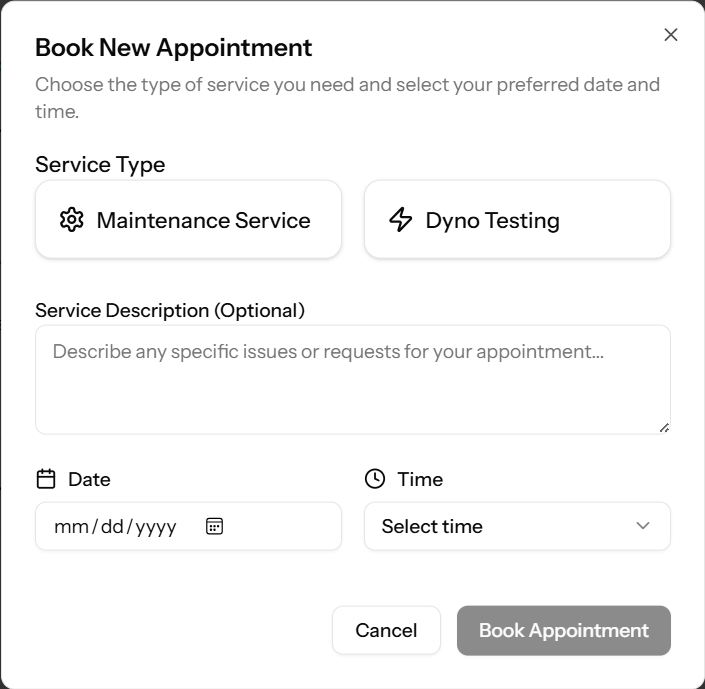 Book New Appointment
Choose the type of service you need and select your preferred date and
time.
Service Type
Maintenance Service
Dyno Testing
Service Description (Optional)
Describe any specific issues or requests for your appointment...
Date
Time
mm/dd/yyyy
Select time
Cancel
Book Appointment